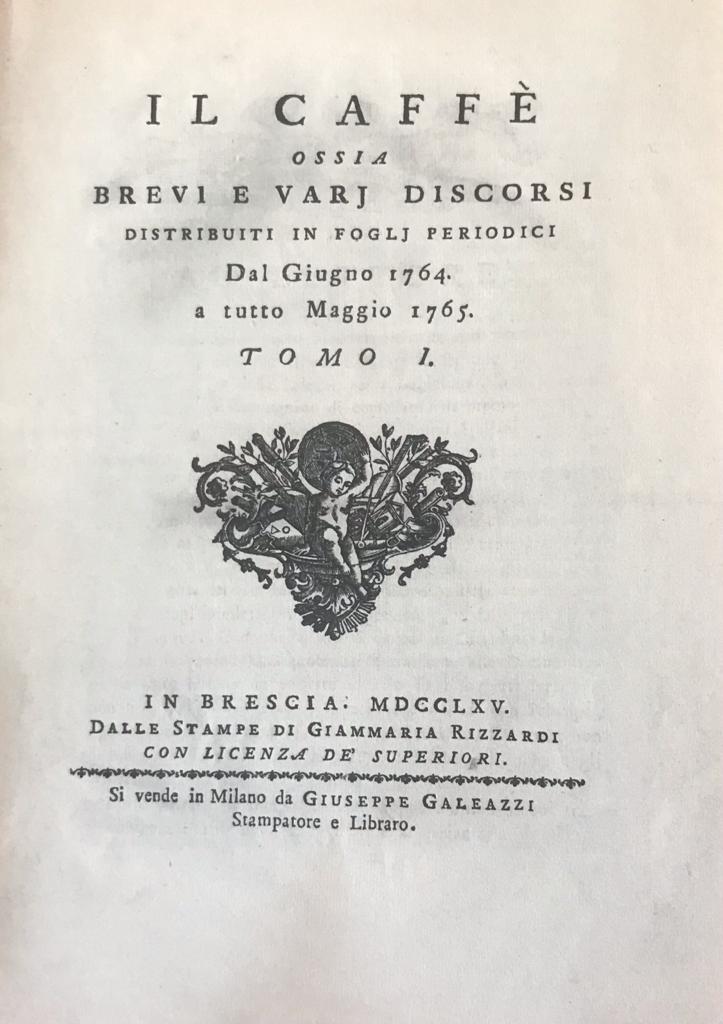 IL CAFFÈ
OSSIA
BREVI E VARJ DISCORSI
DISTRIBUITI IN FOGLJ PERIODICI
Dal Giugno 1764.
a tutto Maggio 1765.
TOMO I.
IN BRESCIA: MDCCLXV.
DALLE STAMPE DI GIAMMARIA RIZZARDI
CON LICENZA DE' SUPERIORI.
Si vende in Milano da GIUSEPPE GALEAZZI
Stampatore e Libraro.